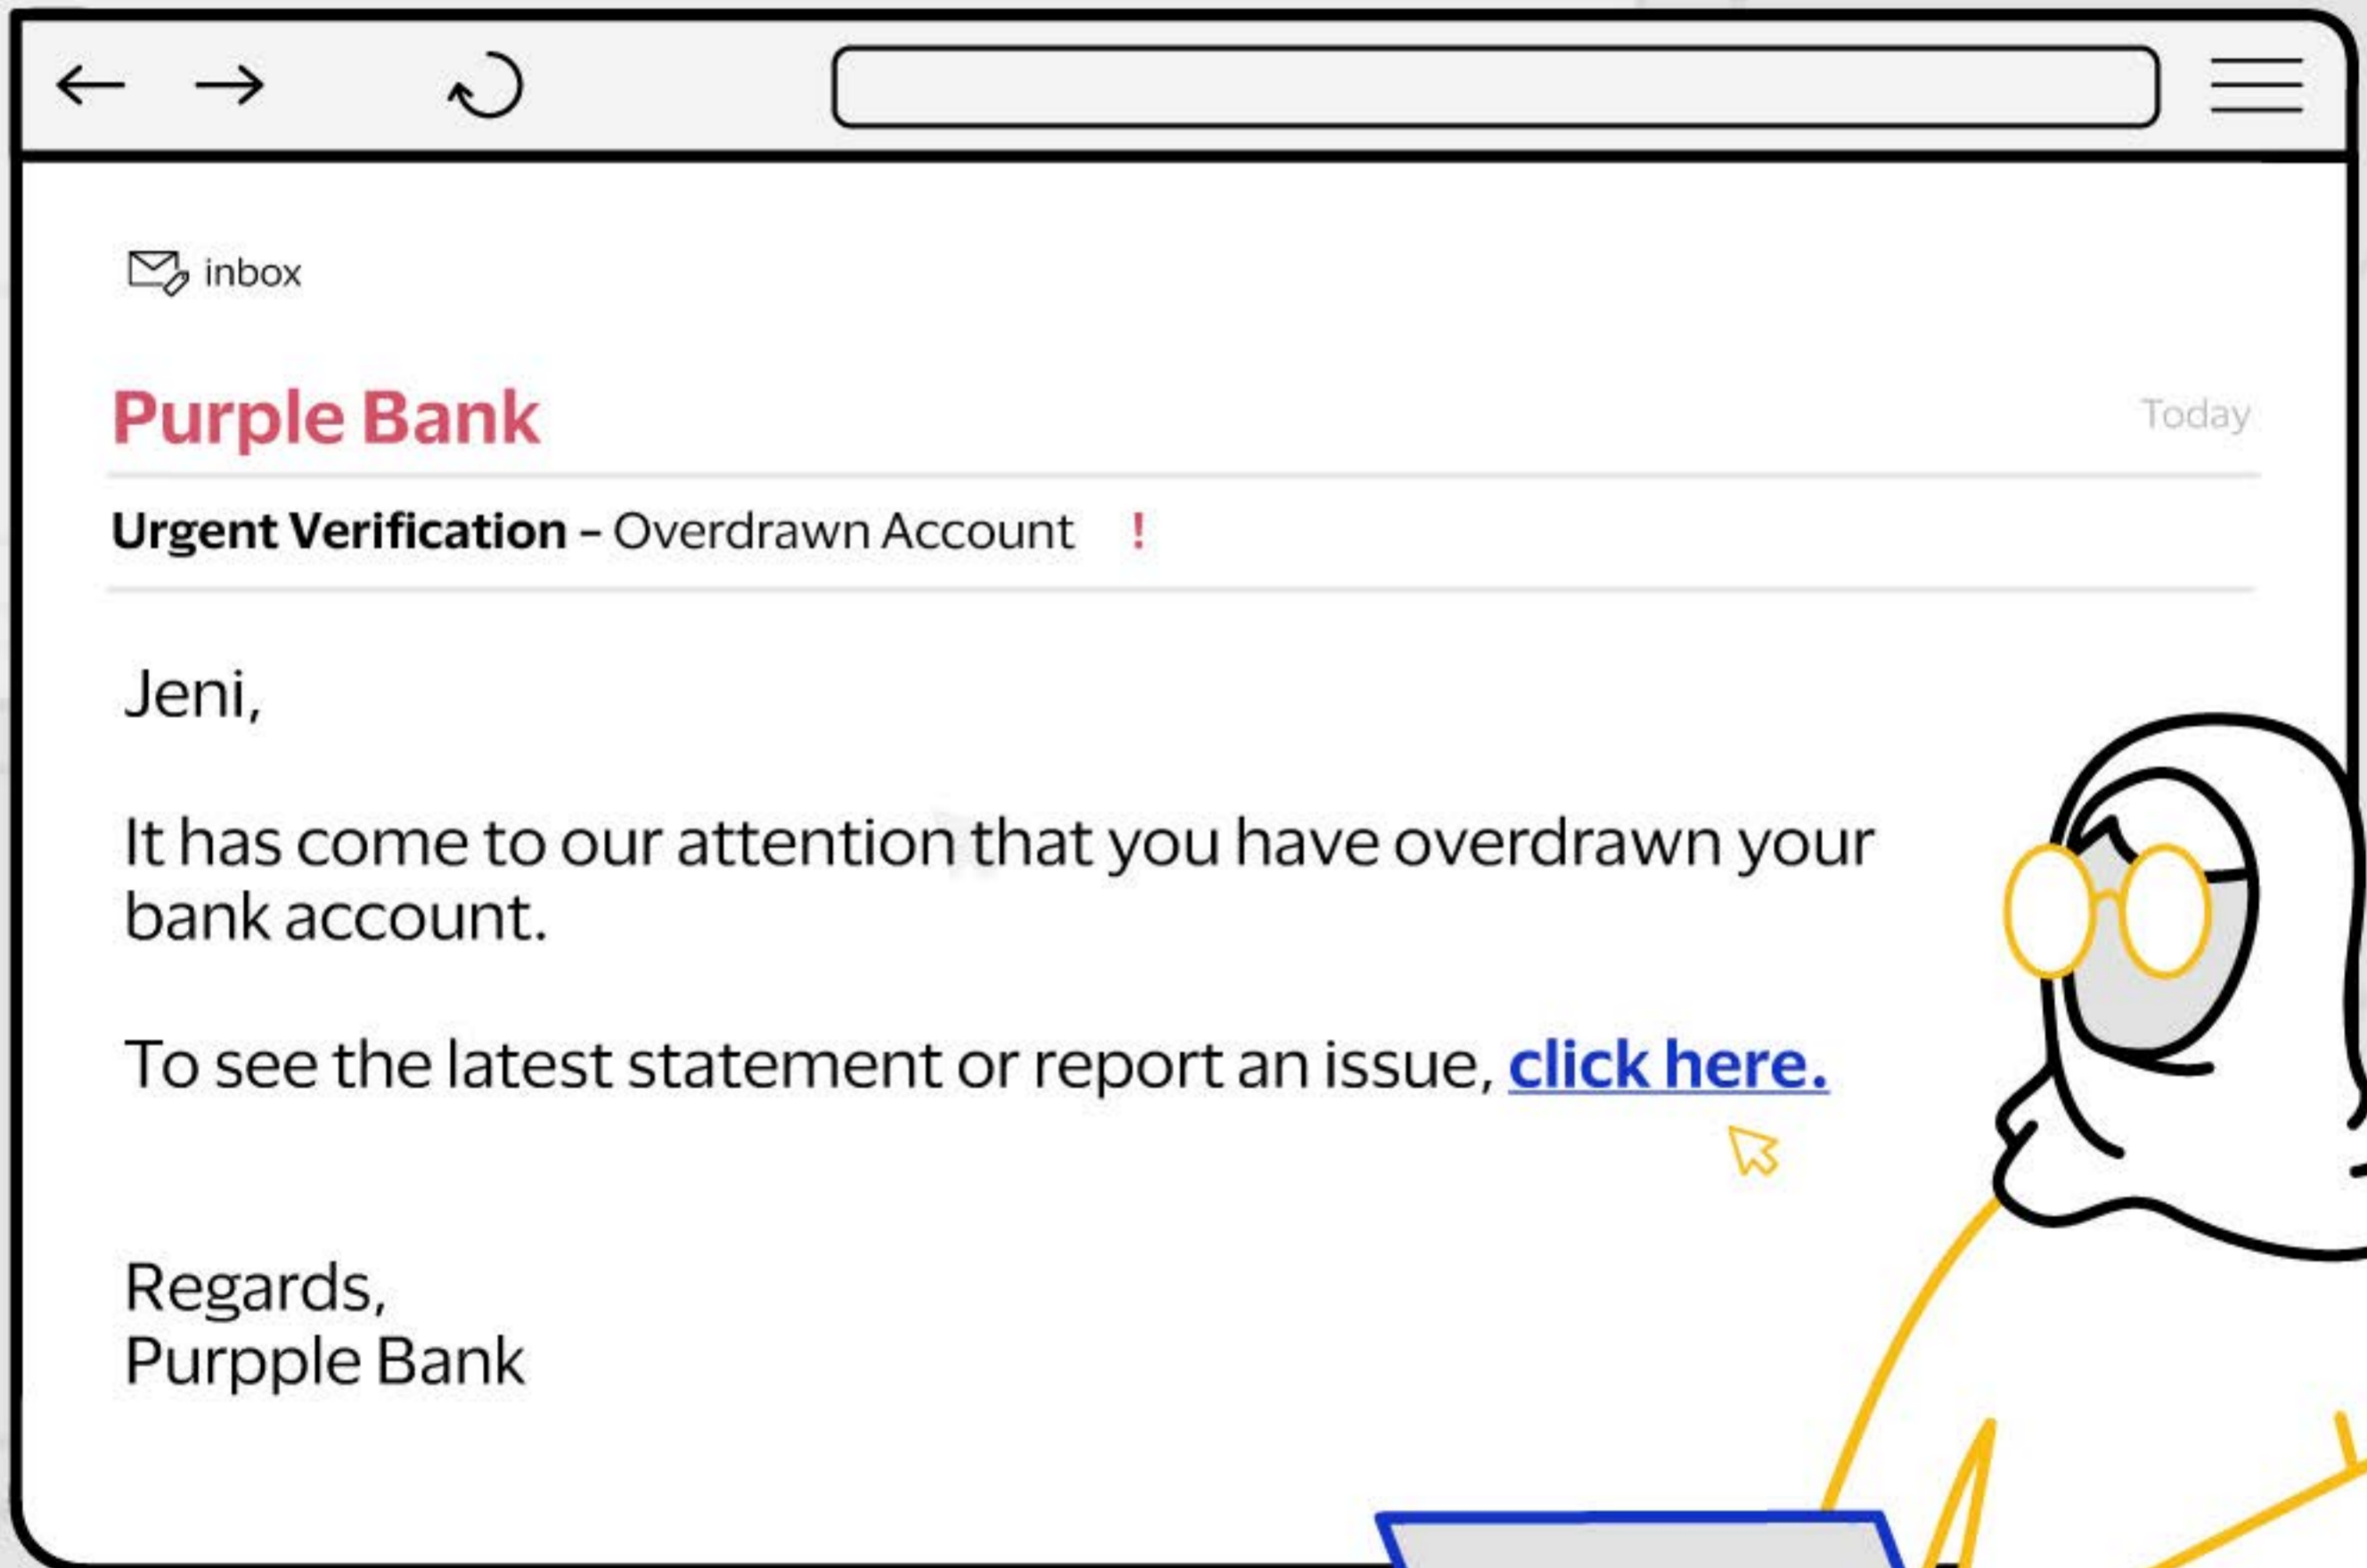 inbox
Purple Bank
Today
Urgent Verification – Overdrawn Account !
Jeni,
It has come to our attention that you have overdrawn your
bank account.
To see the latest statement or report an issue, click here.
Regards,
Purpple Bank